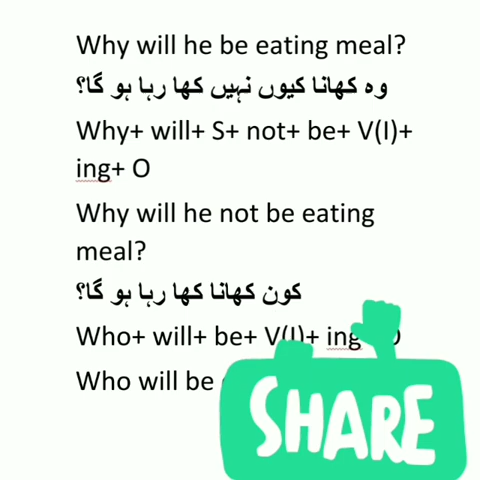 Why will he be eating meal?
وہ کھانا کیوں نہیں کھا رہا ہو گا؟
Why+ will+ S+ not+ be+ V(I)+
ing+ O
Why will he not be eating
meal?
کون کھانا کھا رہا ہو گا؟
Who+ will+ be+ V(I)+ ing
Who will be
SHARE